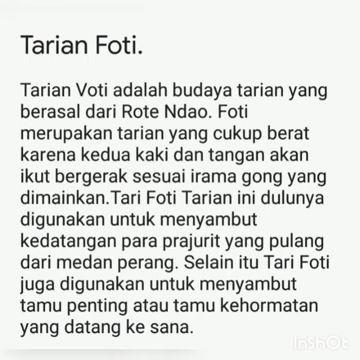 Tarian Foti.
Tarian Voti adalah budaya tarian yang
berasal dari Rote Ndao. Foti
merupakan tarian yang cukup berat
karena kedua kaki dan tangan akan
ikut bergerak sesuai irama gong yang
dimainkan.Tari Foti Tarian ini dulunya
digunakan untuk menyambut
kedatangan para prajurit yang pulang
dari medan perang. Selain itu Tari Foti
juga digunakan untuk menyambut
tamu penting atau tamu kehormatan
yang datang ke sana.
InShOt